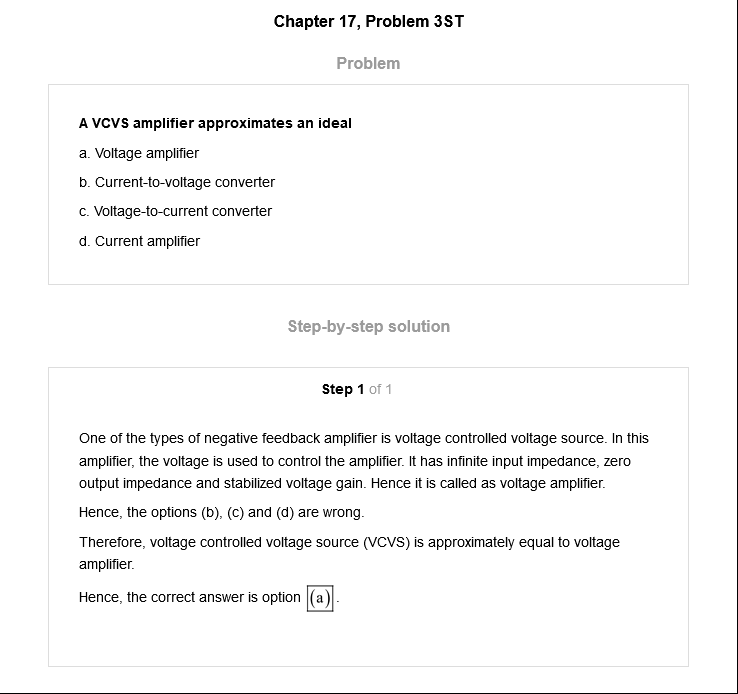 Chapter 17, Problem 3ST
Problem
A VCVS amplifier approximates an ideal
a. Voltage amplifier
b. Current-to-voltage converter
c. Voltage-to-current converter
d. Current amplifier
Step-by-step solution
Step 1 of 1
One of the types of negative feedback amplifier is voltage controlled voltage source. In this
amplifier, the voltage is used to control the amplifier. It has infinite input impedance, zero
output impedance and stabilized voltage gain. Hence it is called as voltage amplifier.
Hence, the options (b), (c) and (d) are wrong.
Therefore, voltage controlled voltage source (VCVS) is approximately equal to voltage
amplifier.
Hence, the correct answer is option (a).